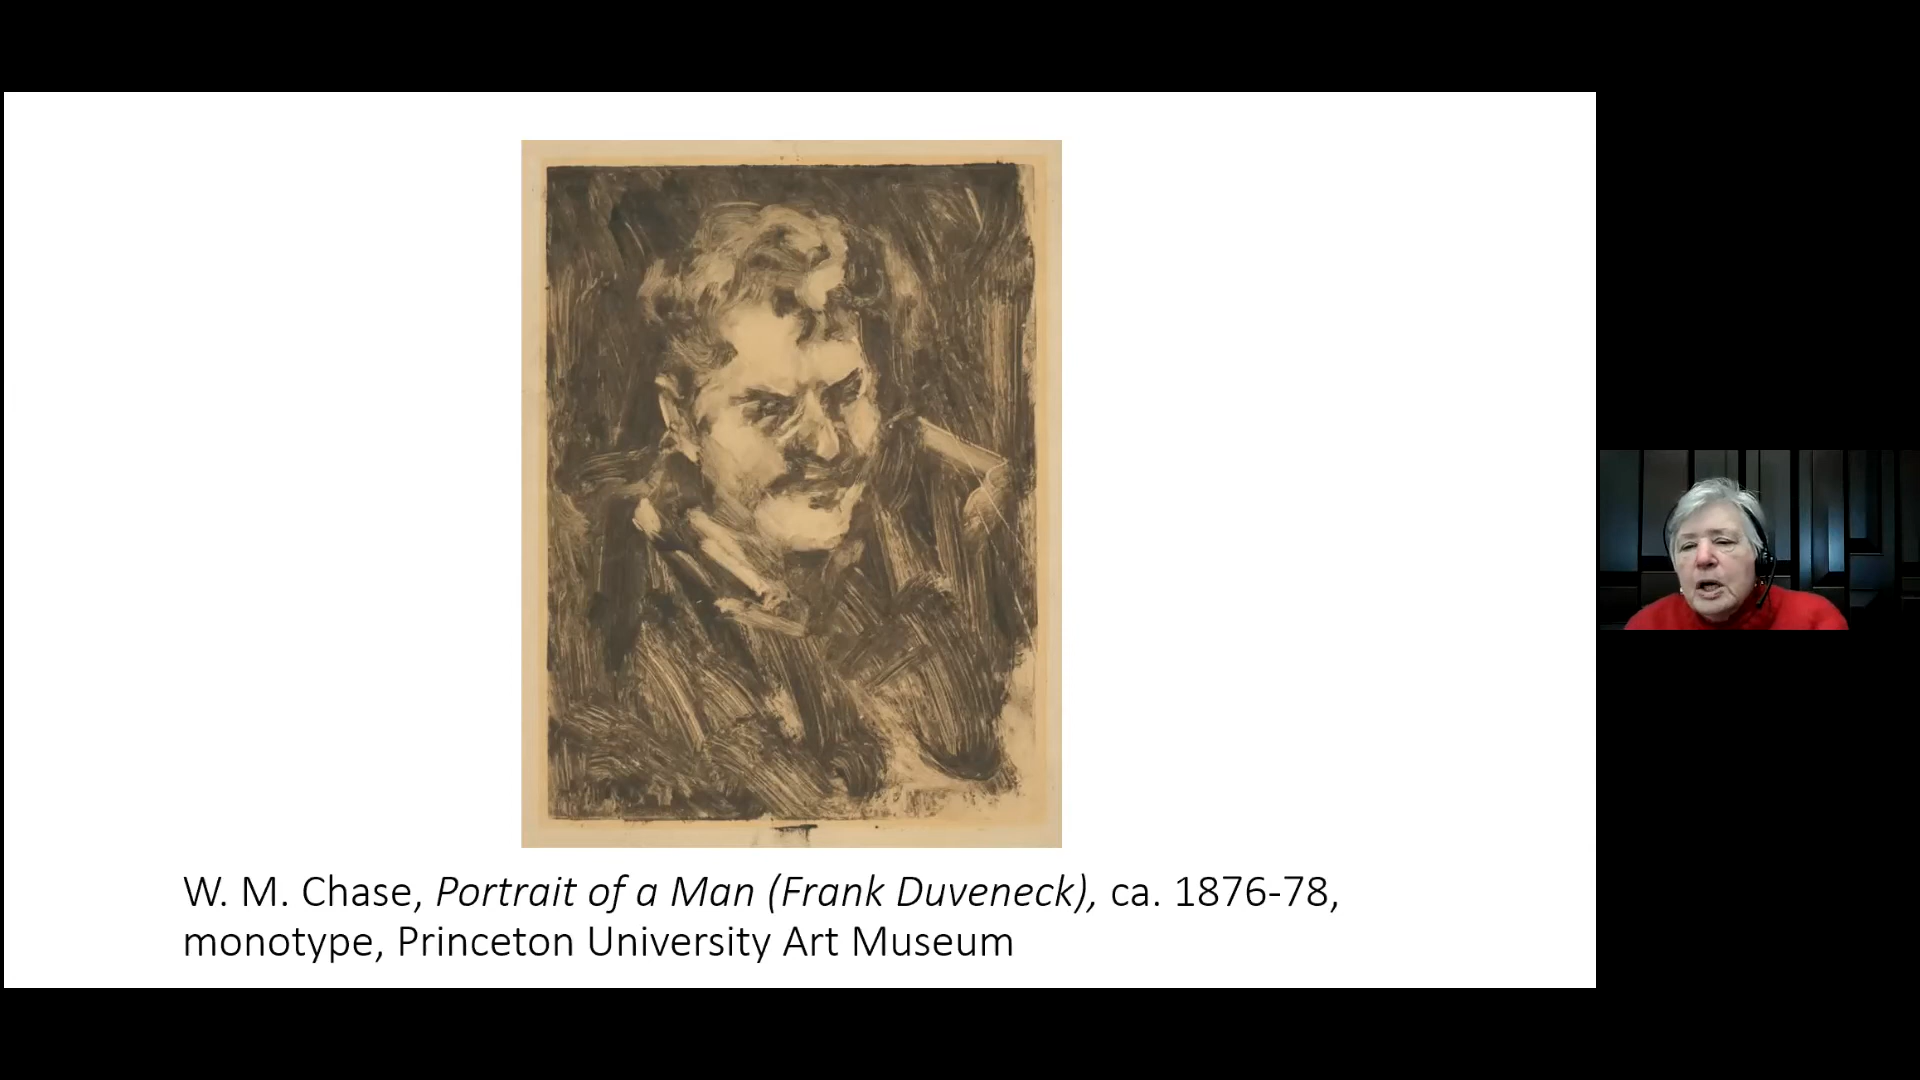 W. M. Chase, Portrait of a Man (Frank Duveneck), ca. 1876-78,
monotype, Princeton University Art Museum